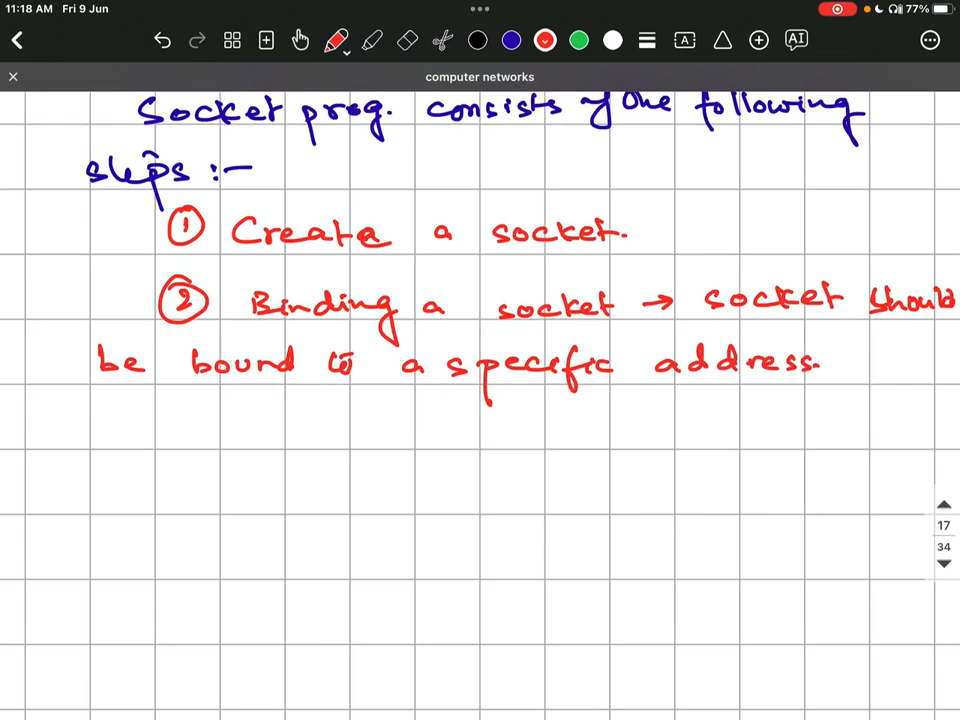 11:18 AM Fri 9 Jun
77%
AI
computer networks
Socket prog. consists of the following
steps :-
① Create a socket.
② Binding a socket → socket should
be bound to a specific address.
17
34